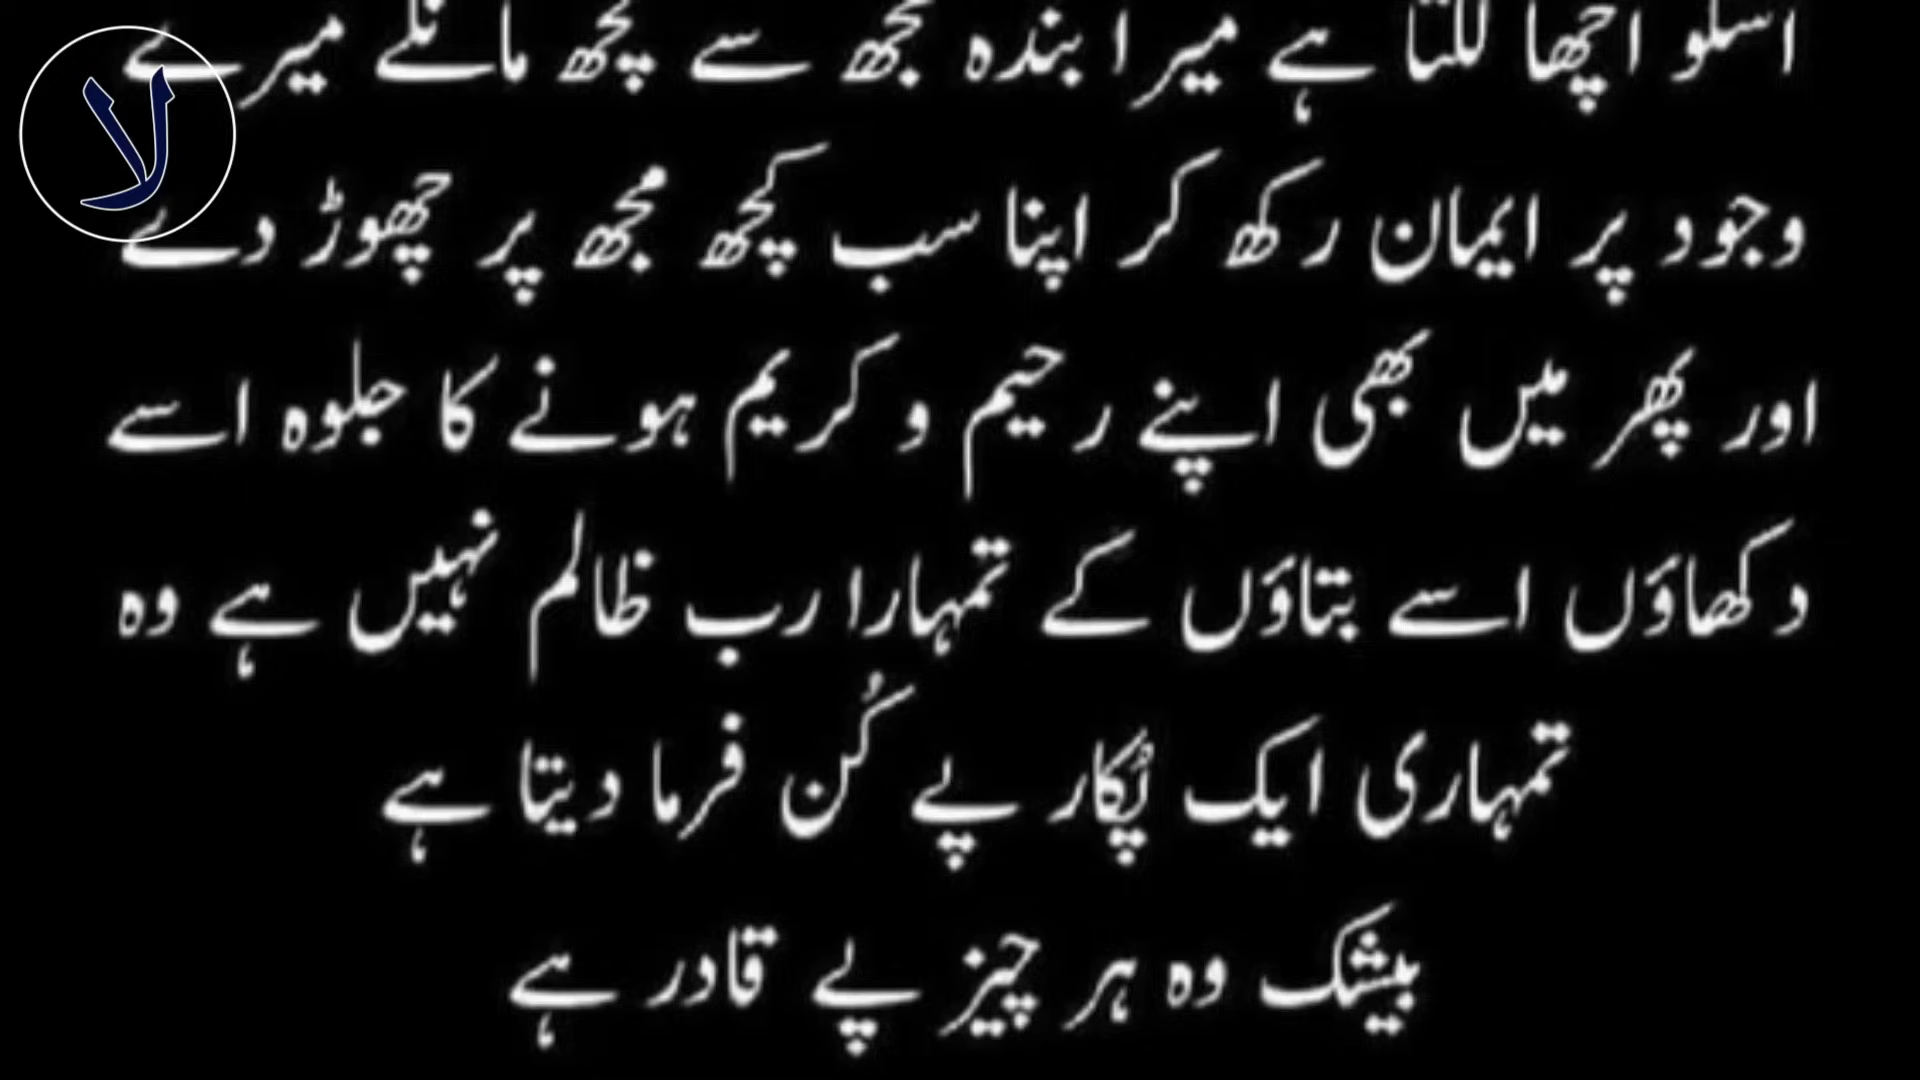 اسکو اچھا لگتا ہے میرا بندہ مجھ سے کچھ مانگے میرے
وجود پر ایمان رکھ کر اپنا سب کچھ مجھ پر چھوڑ دے
اور پھر میں بھی اپنے رحیم و کریم ہونے کا جلوہ اسے
دکھاؤں اسے بتاؤں کے تمہارا رب ظالم نہیں ہے وہ
تمہاری ایک پُکار پے کُن فرما دیتا ہے
بیشک وہ ہر چیز پے قادر ہے
لا